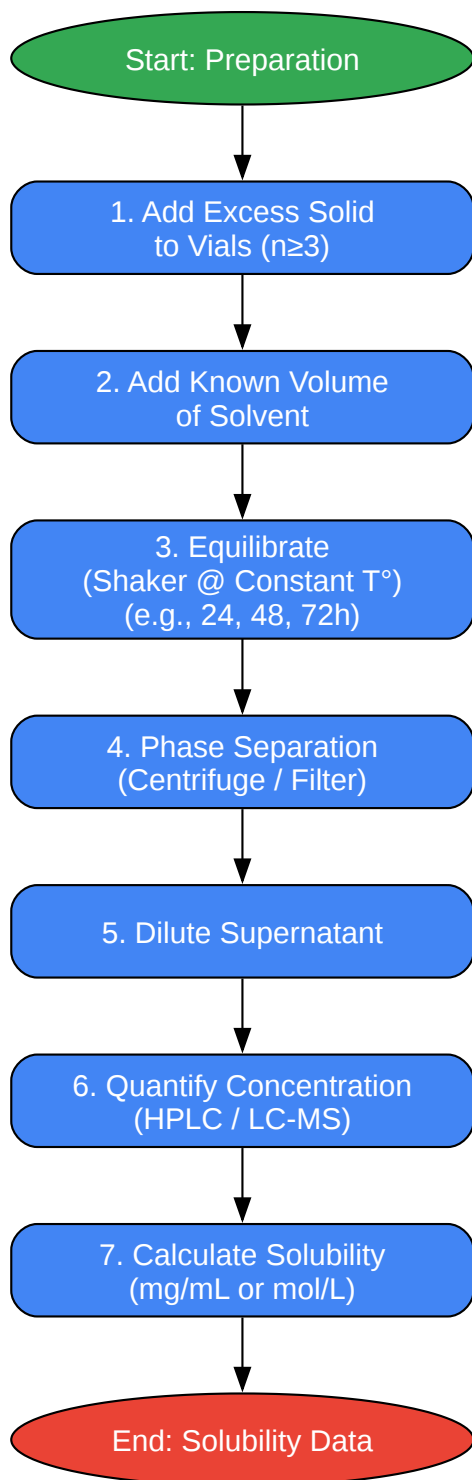 Start: Preparation
1. Add Excess Solid
to Vials (n≥3)
2. Add Known Volume
of Solvent
3. Equilibrate
(Shaker @ Constant T°)
(e.g., 24, 48, 72h)
4. Phase Separation
(Centrifuge / Filter)
5. Dilute Supernatant
6. Quantify Concentration
(HPLC / LC-MS)
7. Calculate Solubility
(mg/mL or mol/L)
End: Solubility Data